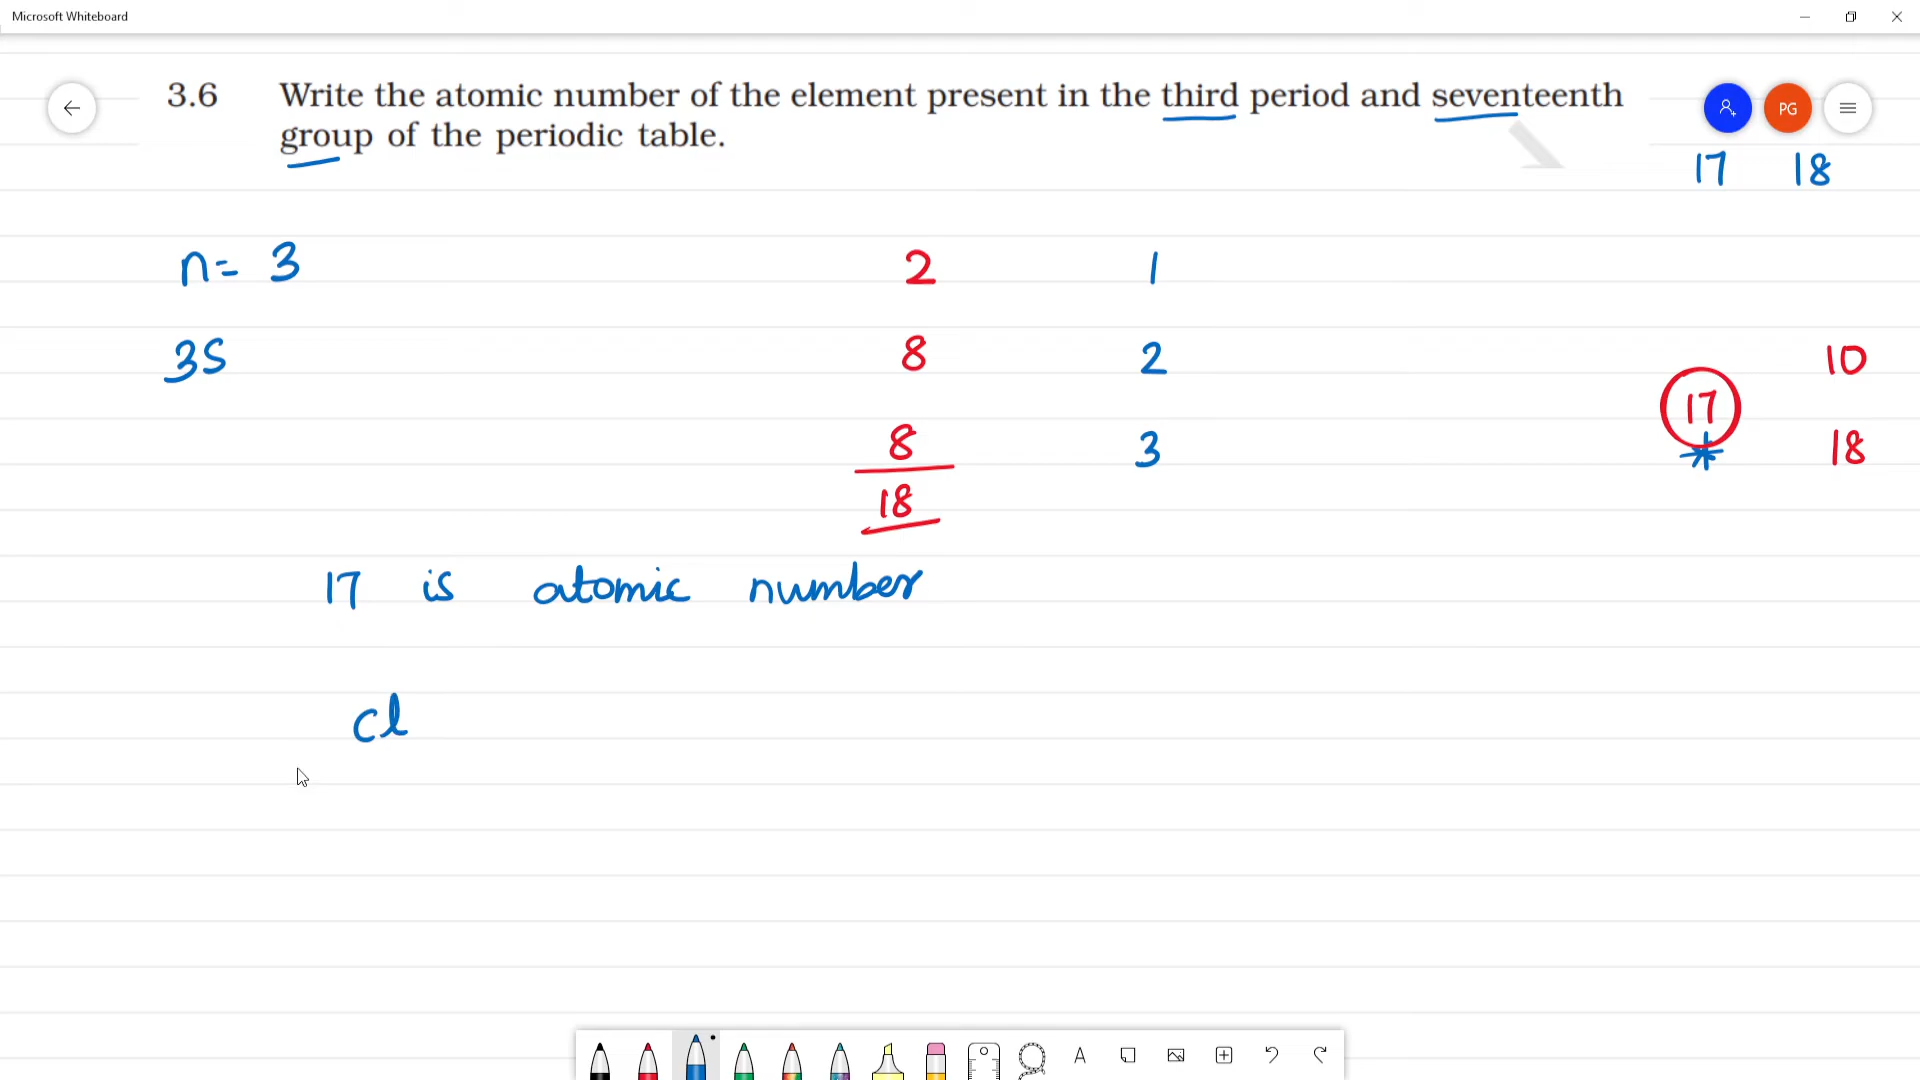 Microsoft Whiteboard
3.6 Write the atomic number of the element present in the third period and seventeenth
group of the periodic table.
PG
17 18
n= 3 2 1
3S 8 2 10
17
8 3 * 18
18
17 is atomic number
Cl
A